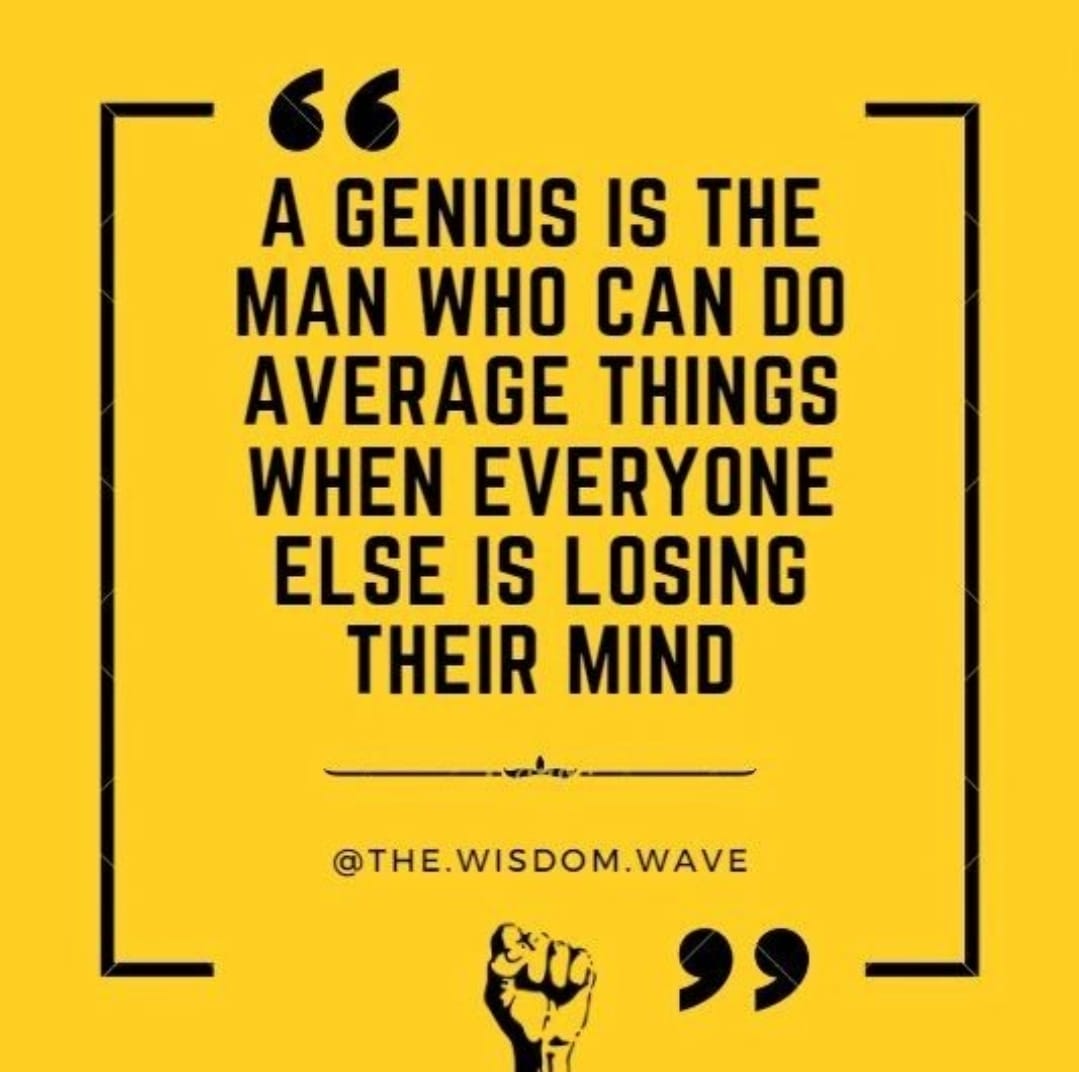 “
A GENIUS IS THE
MAN WHO CAN DO
AVERAGE THINGS
WHEN EVERYONE
ELSE IS LOSING
THEIR MIND
@THE.WISDOM.WAVE
”